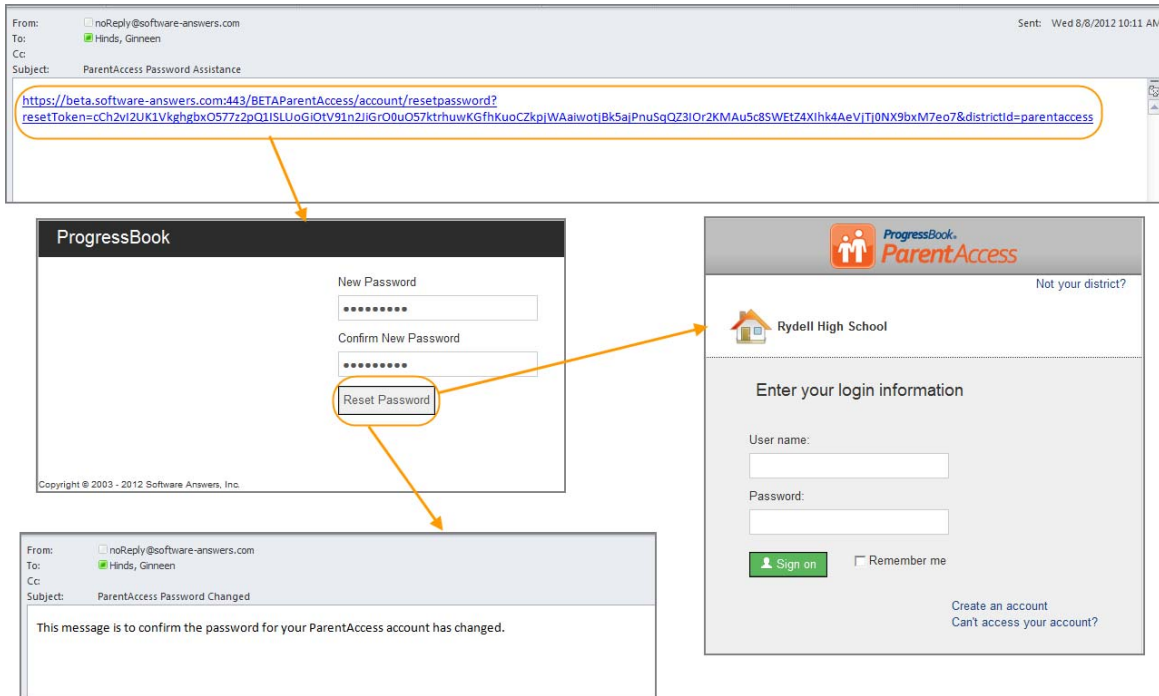 From: noReply@software-answers.com Sent: Wed 8/8/2012 10:11 AM
To: Hinds, Ginneen
Cc:
Subject: ParentAccess Password Assistance
https://beta.software-answers.com:443/BETAParentAccess/account/resetpassword?
resetToken=cCh2vI2UK1VkghgbxO577z2pQ1ISLUoGiOtV91n2JiGrO0uO57ktrhuwKGfhKuoCZkpjWAaiwotjBk5ajPnuSqQZ3IOr2KMAu5c8SWEtZ4XIhk4AeVjTj0NX9bxM7eo7&districtId=parentaccess
ProgressBook
New Password
Confirm New Password
Reset Password
Copyright © 2003 - 2012 Software Answers, Inc.
ProgressBook.
ParentAccess
Not your district?
Rydell High School
Enter your login information
User name:
Password:
Sign on Remember me
Create an account
Can't access your account?
From: noReply@software-answers.com
To: Hinds, Ginneen
Cc:
Subject: ParentAccess Password Changed
This message is to confirm the password for your ParentAccess account has changed.